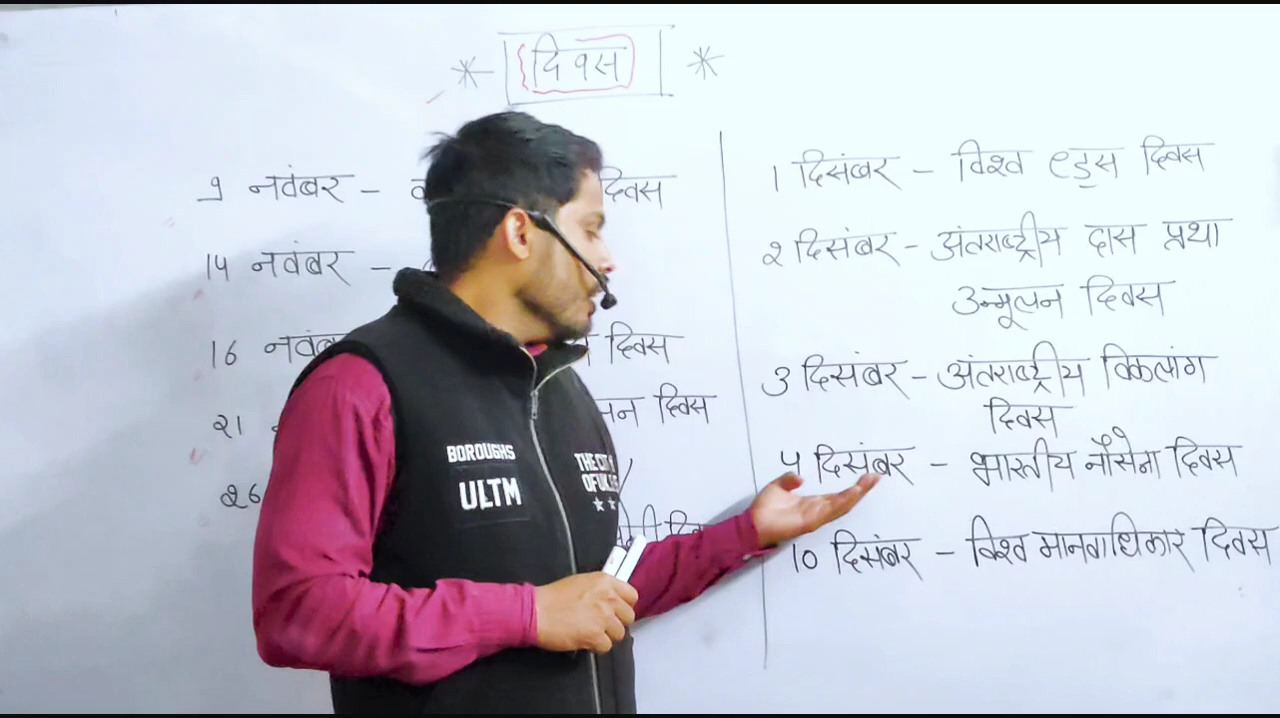 दिवस
9 नवंबर - दिवस
14 नवंबर -
16 नवंब दिवस
21 दिवस
26
1 दिसंबर - विश्व एड्स दिवस
2 दिसंबर - अंतराष्ट्रीय दास प्रथा
उन्मूलन दिवस
3 दिसंबर - अंतराष्ट्रीय विकलांग
दिवस
4 दिसंबर - भारतीय नौसेना दिवस
10 दिसंबर - विश्व मानवाधिकार दिवस
BOROUGHS
ULTM
THE CITY